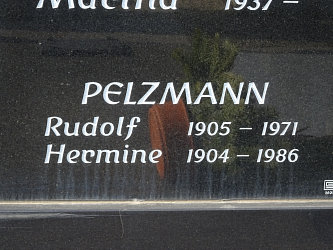 1937 –
PELZMANN
Rudolf 1905 – 1971
Hermine 1904 – 1986